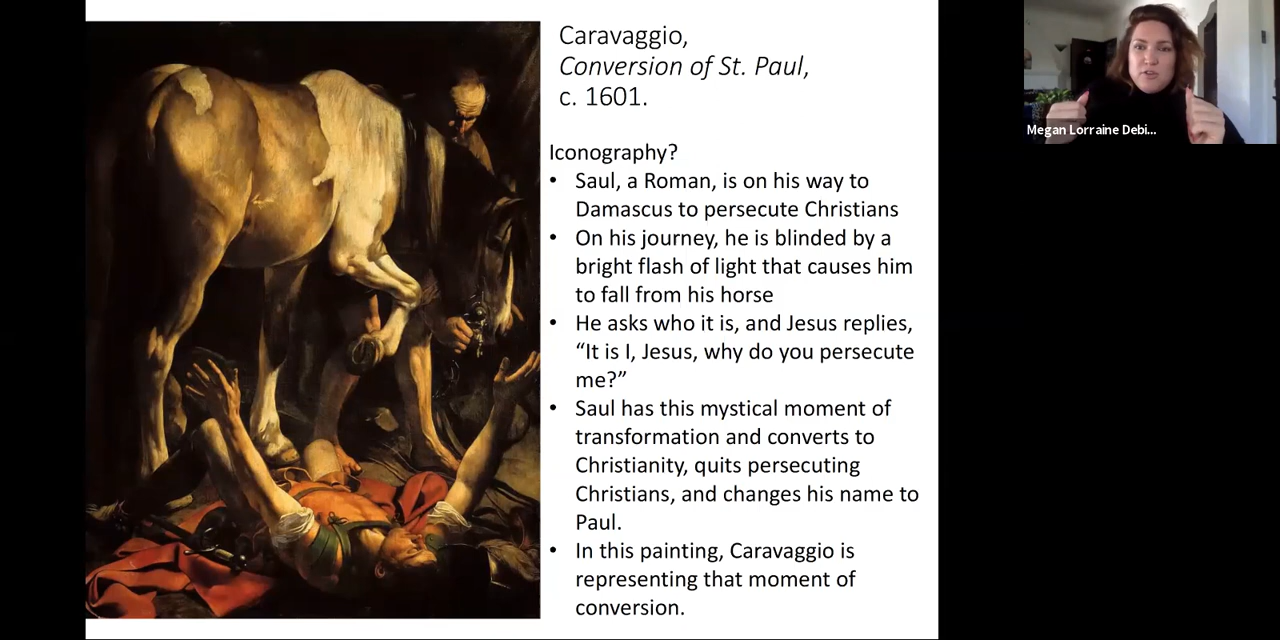 Caravaggio,
Conversion of St. Paul,
c. 1601.
Iconography?
• Saul, a Roman, is on his way to
Damascus to persecute Christians
• On his journey, he is blinded by a
bright flash of light that causes him
to fall from his horse
• He asks who it is, and Jesus replies,
“It is I, Jesus, why do you persecute
me?”
• Saul has this mystical moment of
transformation and converts to
Christianity, quits persecuting
Christians, and changes his name to
Paul.
• In this painting, Caravaggio is
representing that moment of
conversion.
Megan Lorraine Debi...